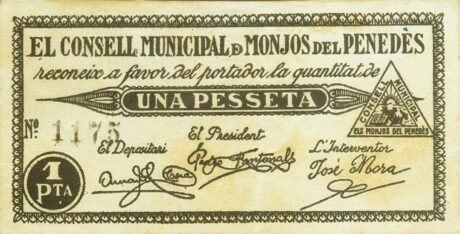 EL CONSELL MUNICIPAL D MONJOS DEL PENEDÈS
reconeix a favor del portador la quantitat de
UNA PESSETA
CONSELL MUNICIPAL
ELS MONJOS DEL PENEDÈS
Nº 1175
El Depositari El President L'Interventor
José Mora
1 PTA